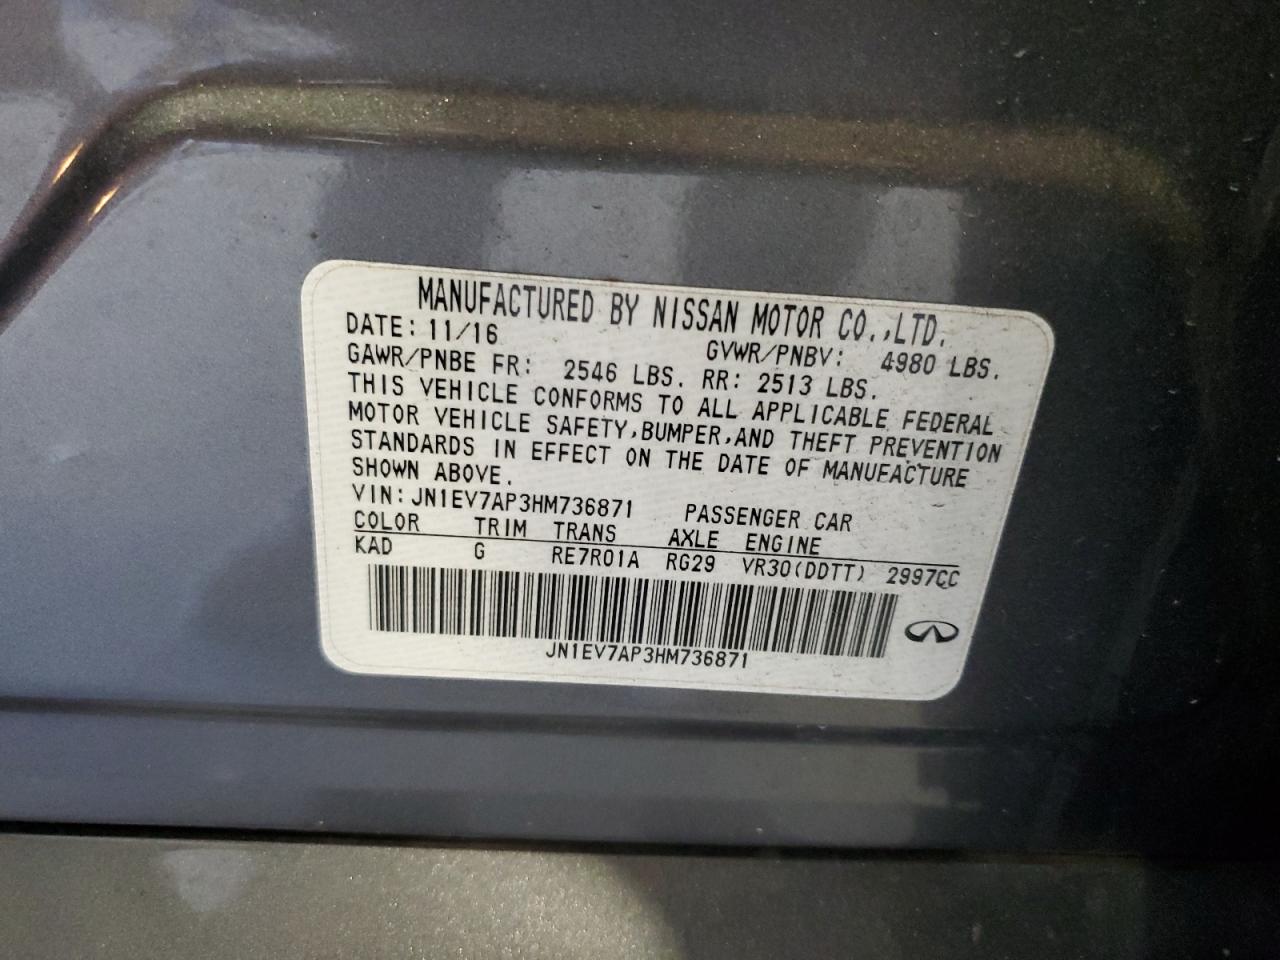 MANUFACTURED BY NISSAN MOTOR CO.,LTD.
DATE: 11/16 GVWR/PNBV: 4980 LBS.
GAWR/PNBE FR: 2546 LBS. RR: 2513 LBS.
THIS VEHICLE CONFORMS TO ALL APPLICABLE FEDERAL
MOTOR VEHICLE SAFETY,BUMPER,AND THEFT PREVENTION
STANDARDS IN EFFECT ON THE DATE OF MANUFACTURE
SHOWN ABOVE.
VIN: JN1EV7AP3HM736871 PASSENGER CAR
COLOR TRIM TRANS AXLE ENGINE
KAD G RE7R01A RG29 VR30(DDTT) 2997CC
JN1EV7AP3HM736871